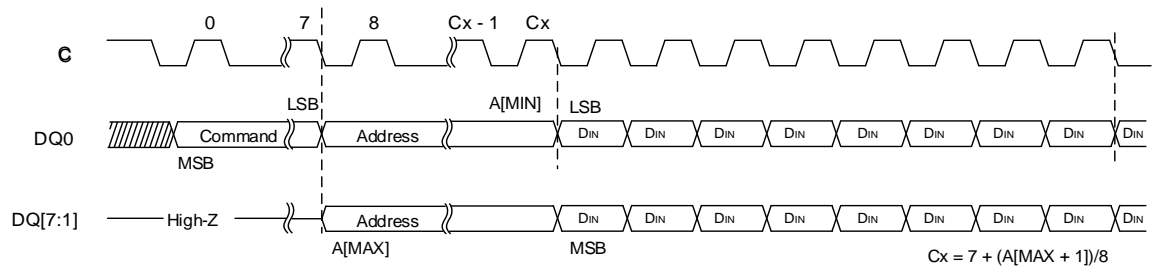 0 7 8 Cx - 1 Cx
C
LSB A[MIN] LSB
DQ0 Command Address DIN DIN DIN DIN DIN DIN DIN DIN DIN
MSB
DQ[7:1] High-Z Address DIN DIN DIN DIN DIN DIN DIN DIN DIN
A[MAX] MSB
Cx = 7 + (A[MAX + 1])/8